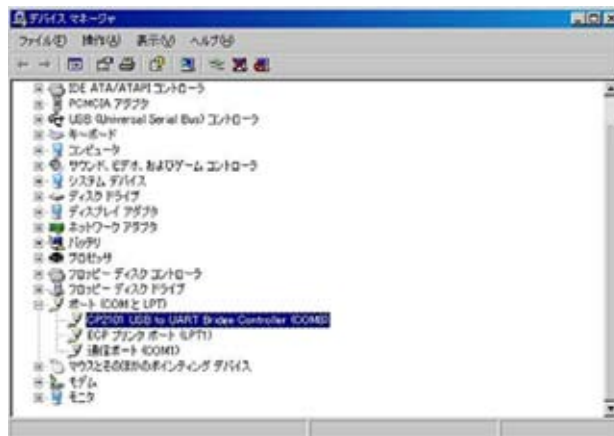 デバイス マネージャ
ファイル(F) 操作(A) 表示(V) ヘルプ(H)
IDE ATA/ATAPI コントローラ
PCMCIA アダプタ
USB (Universal Serial Bus) コントローラ
キーボード
コンピュータ
サウンド、ビデオ、およびゲーム コントローラ
システム デバイス
ディスク ドライブ
ディスプレイ アダプタ
ネットワーク アダプタ
バッテリ
プロセッサ
フロッピー ディスク コントローラ
フロッピー ディスク ドライブ
ポート (COM と LPT)
CP2101 USB to UART Bridge Controller
ECP プリンタ ポート (LPT1)
通信ポート (COM1)
マウスとそのほかのポインティング デバイス
モデム
モニタ